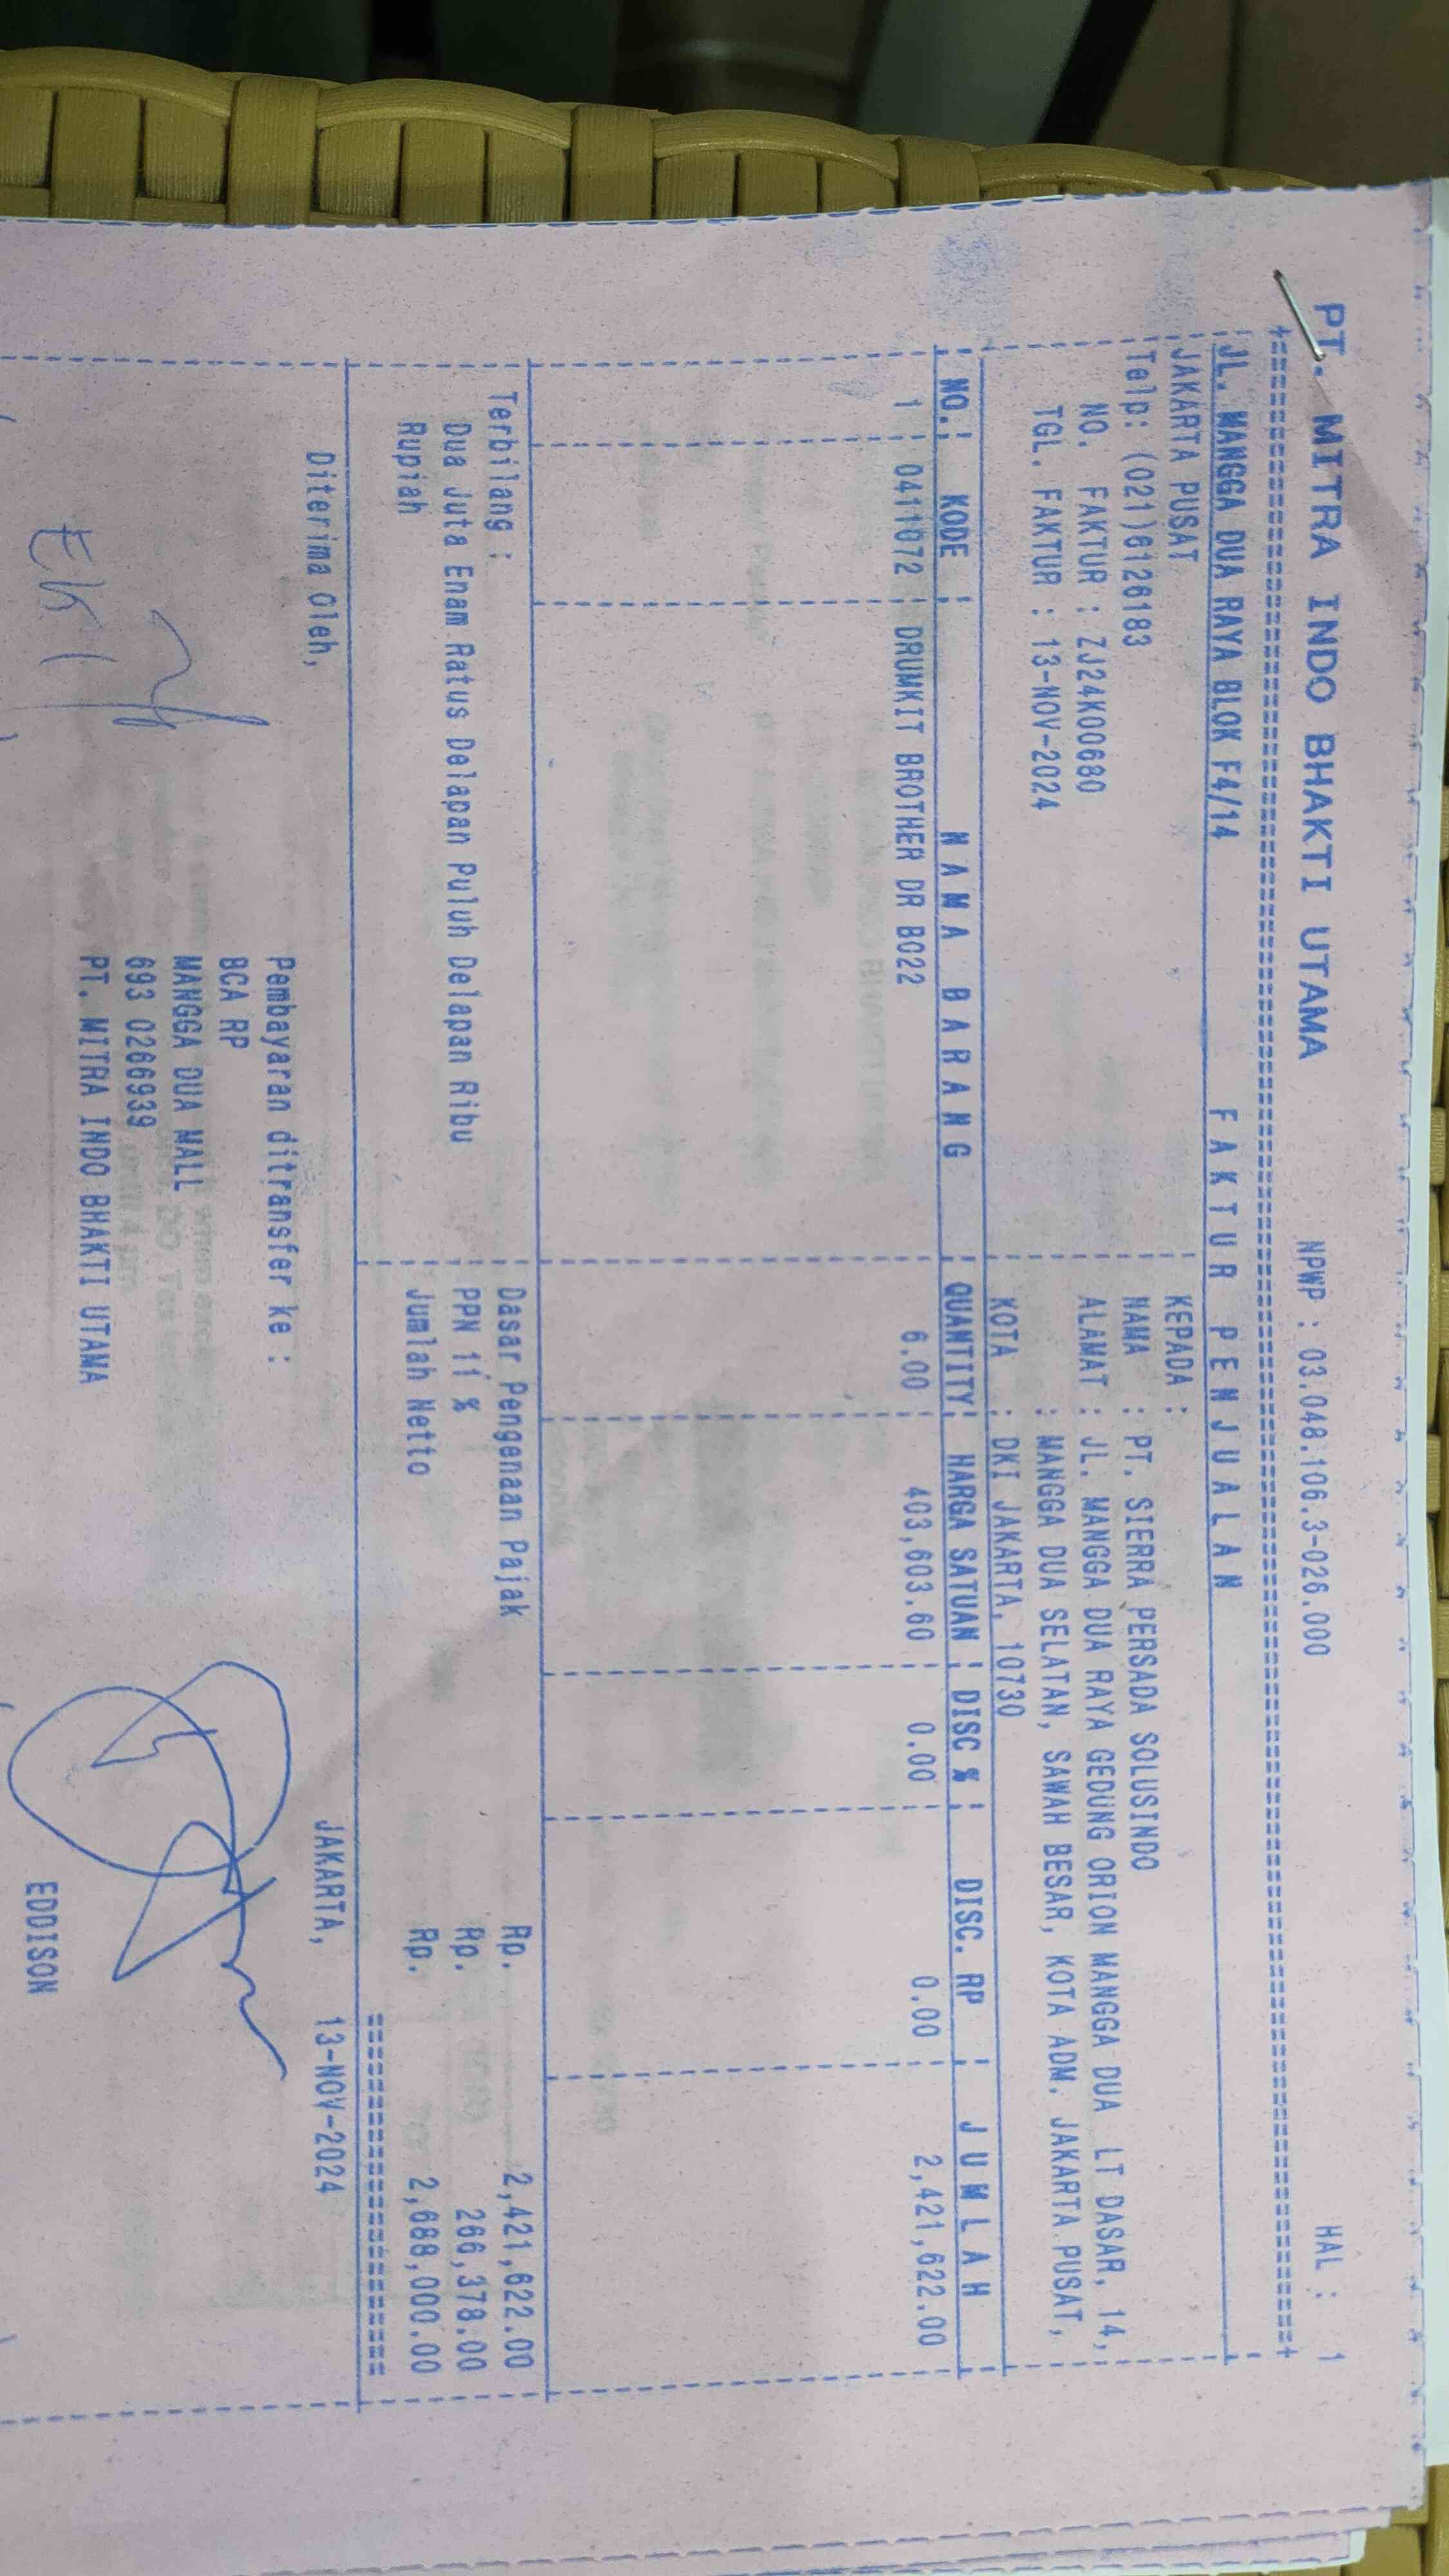 PT. MITRA INDO BHAKTI UTAMA NPWP : 03.048.106.3-026.000 HAL : 1
JL. MANGGA DUA RAYA BLOK F4/14 FAKTUR PENJUALAN
JAKARTA PUSAT KEPADA :
Telp: (021)6126183 NAMA : PT. SIERRA PERSADA SOLUSINDO
NO. FAKTUR : ZJ24K00680 ALAMAT : JL. MANGGA DUA RAYA GEDUNG ORION MANGGA DUA LT DASAR, 14,
TGL. FAKTUR : 13-NOV-2024 : MANGGA DUA SELATAN, SAWAH BESAR, KOTA ADM. JAKARTA PUSAT,
KOTA : DKI JAKARTA, 10730
NO. KODE NAMA BARANG QUANTITY HARGA SATUAN DISC % DISC. RP JUMLAH
1 0411072 DRUMKIT BROTHER DR B022 6.00 403,603.60 0.00 0.00 2,421,622.00
Terbilang : Dasar Pengenaan Pajak Rp. 2,421,622.00
Dua Juta Enam Ratus Delapan Puluh Delapan Ribu PPN 11 % Rp. 266,378.00
Rupiah Jumlah Netto Rp. 2,688,000.00
Diterima Oleh, JAKARTA, 13-NOV-2024
Pembayaran ditransfer ke :
BCA RP
MANGGA DUA MALL
693 0266939
PT. MITRA INDO BHAKTI UTAMA
EDDISON